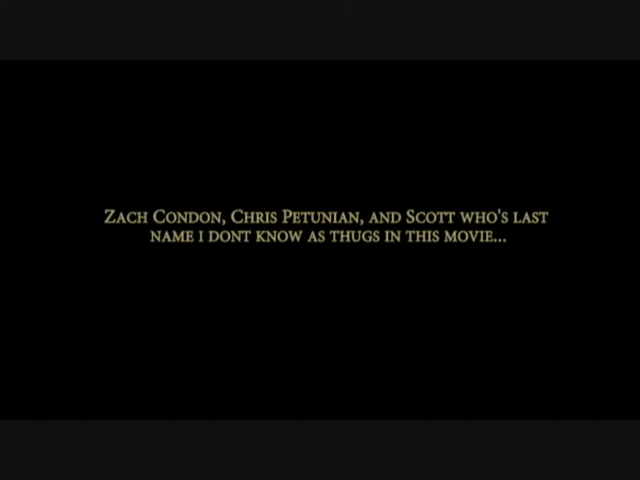 Zach Condon, Chris Petunian, and Scott who's last
name i dont know as thugs in this movie...